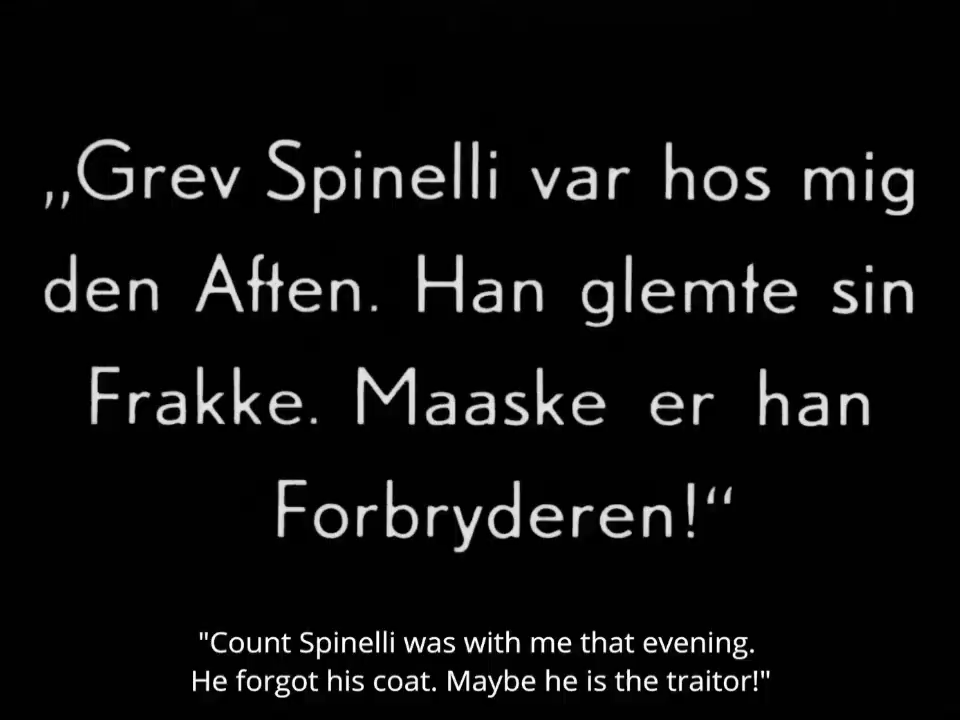 „Grev Spinelli var hos mig
den Aften. Han glemte sin
Frakke. Maaske er han
Forbryderen!“
"Count Spinelli was with me that evening.
He forgot his coat. Maybe he is the traitor!"